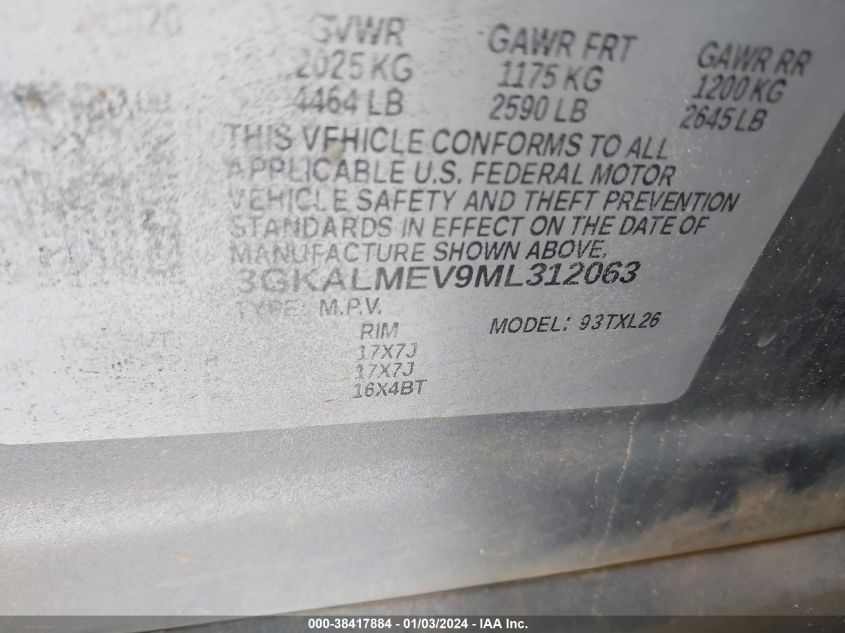 GVWR GAWR FRT GAWR RR
2025 KG 1175 KG 1200 KG
4464 LB 2590 LB 2645 LB
THIS VEHICLE CONFORMS TO ALL
APPLICABLE U.S. FEDERAL MOTOR
VEHICLE SAFETY AND THEFT PREVENTION
STANDARDS IN EFFECT ON THE DATE OF
MANUFACTURE SHOWN ABOVE.
3GKALMEV9ML312063
TYPE: M.P.V.
MODEL: 93TXL26
RIM
17X7J
17X7J
16X4BT
000-38417884 - 01/03/2024 - IAA Inc.